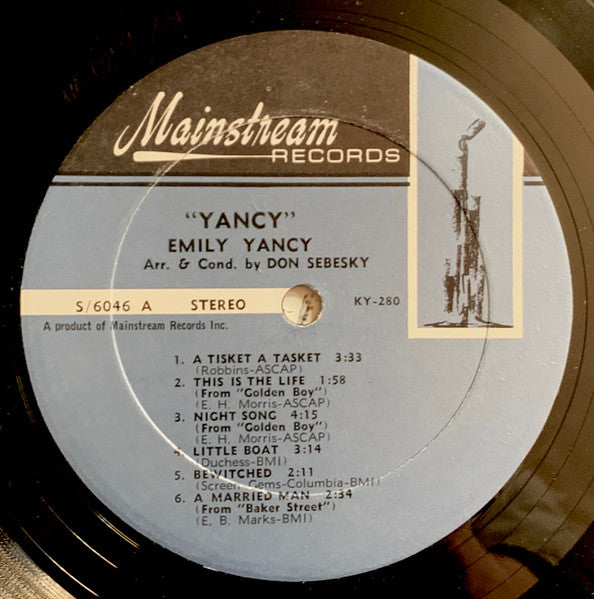 Mainstream
RECORDS
"YANCY"
EMILY YANCY
Arr. & Cond. by DON SEBESKY
S/6046 A STEREO KY-280
A product of Mainstream Records Inc.
1. A TISKET A TASKET 3:33
(Robbins-ASCAP)
2. THIS IS THE LIFE 1:58
(From "Golden Boy")
(E. H. Morris-ASCAP)
3. NIGHT SONG 4:15
(From "Golden Boy")
(E. H. Morris-ASCAP)
4. LITTLE BOAT 3:14
(Duchess-BMI)
5. BEWITCHED 2:11
(Screen Gems-Columbia-BMI)
6. A MARRIED MAN 2:34
(From "Baker Street")
(E. B. Marks-BMI)